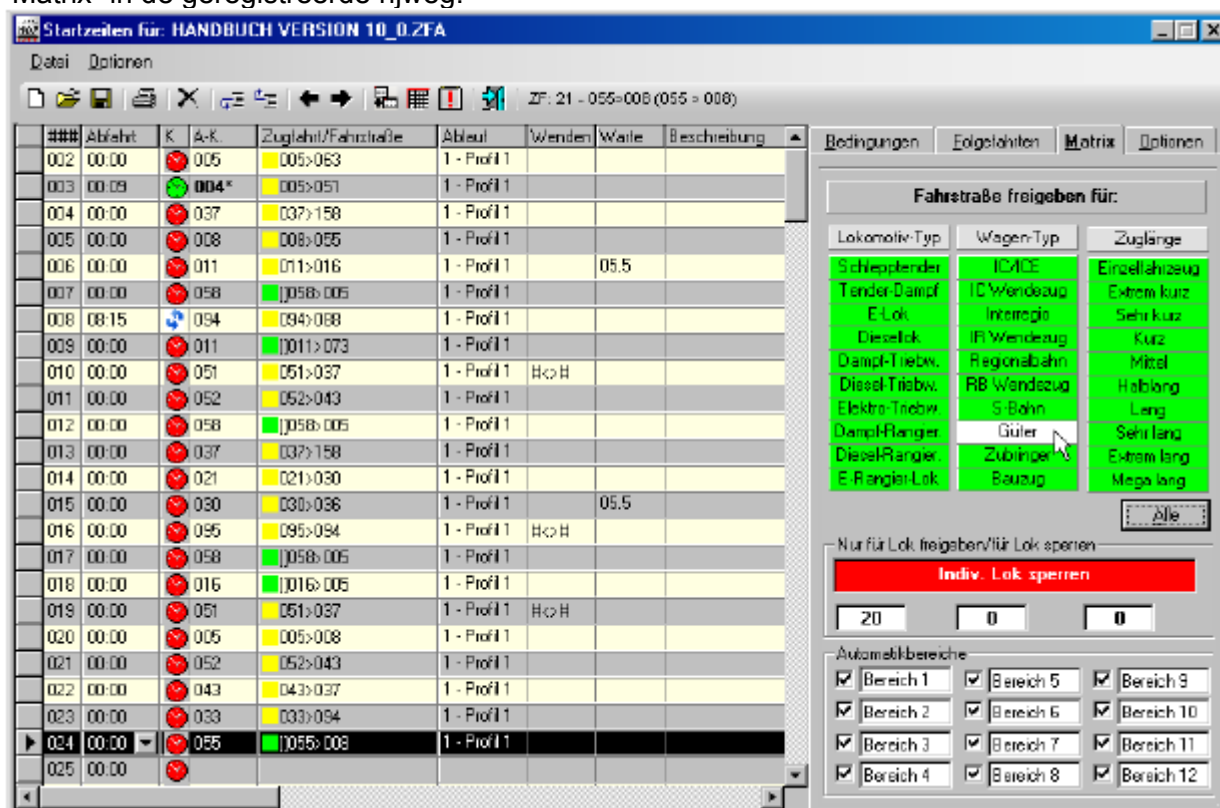 "Matrix" in de geregistreerde rijweg.
Startzeiten für: HANDBUCH VERSION 10_0.ZFA
Datei Optionen
ZF: 21 - 055>008 (055 > 008)
### Abfahrt K A-K. Zugfahrt/Fahrstraße Ablauf Wenden Warte Beschreibung
002 00:00 005 005>063 1 - Profil 1
003 00:09 004* 005>051 1 - Profil 1
004 00:00 037 037>158 1 - Profil 1
005 00:00 008 008>055 1 - Profil 1
006 00:00 011 011>016 1 - Profil 1 05.5
007 00:00 058 []058>005 1 - Profil 1
008 08:15 094 094>088 1 - Profil 1
009 00:00 011 []011>073 1 - Profil 1
010 00:00 051 051>037 1 - Profil 1 H<>H
011 00:00 052 052>043 1 - Profil 1
012 00:00 058 []058>005 1 - Profil 1
013 00:00 037 037>158 1 - Profil 1
014 00:00 021 021>030 1 - Profil 1
015 00:00 030 030>036 1 - Profil 1 05.5
016 00:00 095 095>094 1 - Profil 1 H<>H
017 00:00 058 []058>005 1 - Profil 1
018 00:00 016 []016>005 1 - Profil 1
019 00:00 051 051>037 1 - Profil 1 H<>H
020 00:00 005 005>008 1 - Profil 1
021 00:00 052 052>043 1 - Profil 1
022 00:00 043 043>037 1 - Profil 1
023 00:00 033 033>094 1 - Profil 1
024 00:00 055 []055>008 1 - Profil 1
025 00:00
Bedingungen Folgefahrten Matrix Optionen
Fahrstraße freigeben für:
Lokomotiv-Typ Wagen-Typ Zuglänge
Schlepptender IC/ICE Einzelfahrzeug
Tender-Dampf IC Wendezug Extrem kurz
E-Lok Interregio Sehr kurz
Diesellok IR Wendezug Kurz
Dampf-Triebw. Regionalbahn Mittel
Diesel-Triebw. RB Wendezug Halblang
Elektro-Triebw. S-Bahn Lang
Dampf-Rangier. Güter Sehr lang
Diesel-Rangier. Zubringer Extrem lang
E-Rangier-Lok Bauzug Mega lang
Alle
Nur für Lok freigeben/für Lok sperren
Indiv. Lok sperren
20 0 0
Automatikbereiche
Bereich 1 Bereich 5 Bereich 9
Bereich 2 Bereich 6 Bereich 10
Bereich 3 Bereich 7 Bereich 11
Bereich 4 Bereich 8 Bereich 12